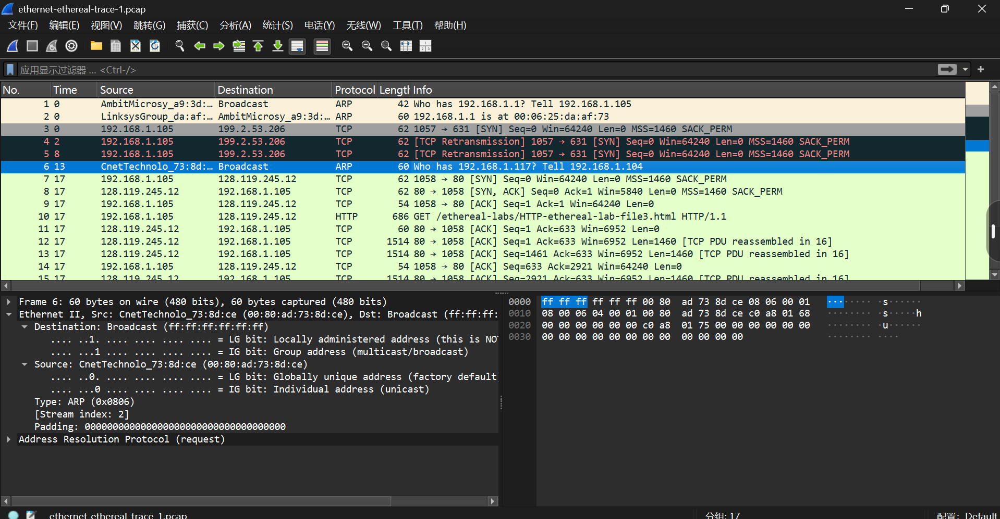 ethernet-ethereal-trace-1.pcap
文件(F) 编辑(E) 视图(V) 跳转(G) 捕获(C) 分析(A) 统计(S) 电话(Y) 无线(W) 工具(T) 帮助(H)
应用显示过滤器 … <Ctrl-/>
No. Time Source Destination Protocol Length Info
1 0 AmbitMicrosy_a9:3d:… Broadcast ARP 42 Who has 192.168.1.1? Tell 192.168.1.105
2 0 LinksysGroup_da:af:… AmbitMicrosy_a9:3d:… ARP 60 192.168.1.1 is at 00:06:25:da:af:73
3 0 192.168.1.105 199.2.53.206 TCP 62 1057 → 631 [SYN] Seq=0 Win=64240 Len=0 MSS=1460 SACK_PERM
4 2 192.168.1.105 199.2.53.206 TCP 62 [TCP Retransmission] 1057 → 631 [SYN] Seq=0 Win=64240 Len=0 MSS=1460 SACK_PERM
5 8 192.168.1.105 199.2.53.206 TCP 62 [TCP Retransmission] 1057 → 631 [SYN] Seq=0 Win=64240 Len=0 MSS=1460 SACK_PERM
6 13 CnetTechnolo_73:8d:… Broadcast ARP 60 Who has 192.168.1.117? Tell 192.168.1.104
7 17 192.168.1.105 128.119.245.12 TCP 62 1058 → 80 [SYN] Seq=0 Win=64240 Len=0 MSS=1460 SACK_PERM
8 17 128.119.245.12 192.168.1.105 TCP 62 80 → 1058 [SYN, ACK] Seq=0 Ack=1 Win=5840 Len=0 MSS=1460 SACK_PERM
9 17 192.168.1.105 128.119.245.12 TCP 54 1058 → 80 [ACK] Seq=1 Ack=1 Win=64240 Len=0
10 17 192.168.1.105 128.119.245.12 HTTP 686 GET /ethereal-labs/HTTP-ethereal-lab-file3.html HTTP/1.1
11 17 128.119.245.12 192.168.1.105 TCP 60 80 → 1058 [ACK] Seq=1 Ack=633 Win=6952 Len=0
12 17 128.119.245.12 192.168.1.105 TCP 1514 80 → 1058 [ACK] Seq=1 Ack=633 Win=6952 Len=1460 [TCP PDU reassembled in 16]
13 17 128.119.245.12 192.168.1.105 TCP 1514 80 → 1058 [ACK] Seq=1461 Ack=633 Win=6952 Len=1460 [TCP PDU reassembled in 16]
14 17 192.168.1.105 128.119.245.12 TCP 54 1058 → 80 [ACK] Seq=633 Ack=2921 Win=64240 Len=0
15 17 128.119.245.12 192.168.1.105 TCP 1514 80 → 1058 [ACK] Seq=2921 Ack=633 Win=6952 Len=1460 [TCP PDU reassembled in 16]
Frame 6: 60 bytes on wire (480 bits), 60 bytes captured (480 bits)
Ethernet II, Src: CnetTechnolo_73:8d:ce (00:80:ad:73:8d:ce), Dst: Broadcast (ff:ff:ff:
Destination: Broadcast (ff:ff:ff:ff:ff:ff)
.... ..1. .... .... .... .... = LG bit: Locally administered address (this is NO
.... ...1 .... .... .... .... = IG bit: Group address (multicast/broadcast)
Source: CnetTechnolo_73:8d:ce (00:80:ad:73:8d:ce)
.... ..0. .... .... .... .... = LG bit: Globally unique address (factory default
.... ...0 .... .... .... .... = IG bit: Individual address (unicast)
Type: ARP (0x0806)
[Stream index: 2]
Padding: 000000000000000000000000000000000000
Address Resolution Protocol (request)
0000 ff ff ff ff ff ff 00 80 ad 73 8d ce 08 06 00 01 ········ ·s······
0010 08 00 06 04 00 01 00 80 ad 73 8d ce c0 a8 01 68 ········ ·s·····h
0020 00 00 00 00 00 00 c0 a8 01 75 00 00 00 00 00 00 ········ ·u······
0030 00 00 00 00 00 00 00 00 00 00 00 00 ········ ····
ethernet-ethereal-trace-1.pcap 分组: 17 配置: Default